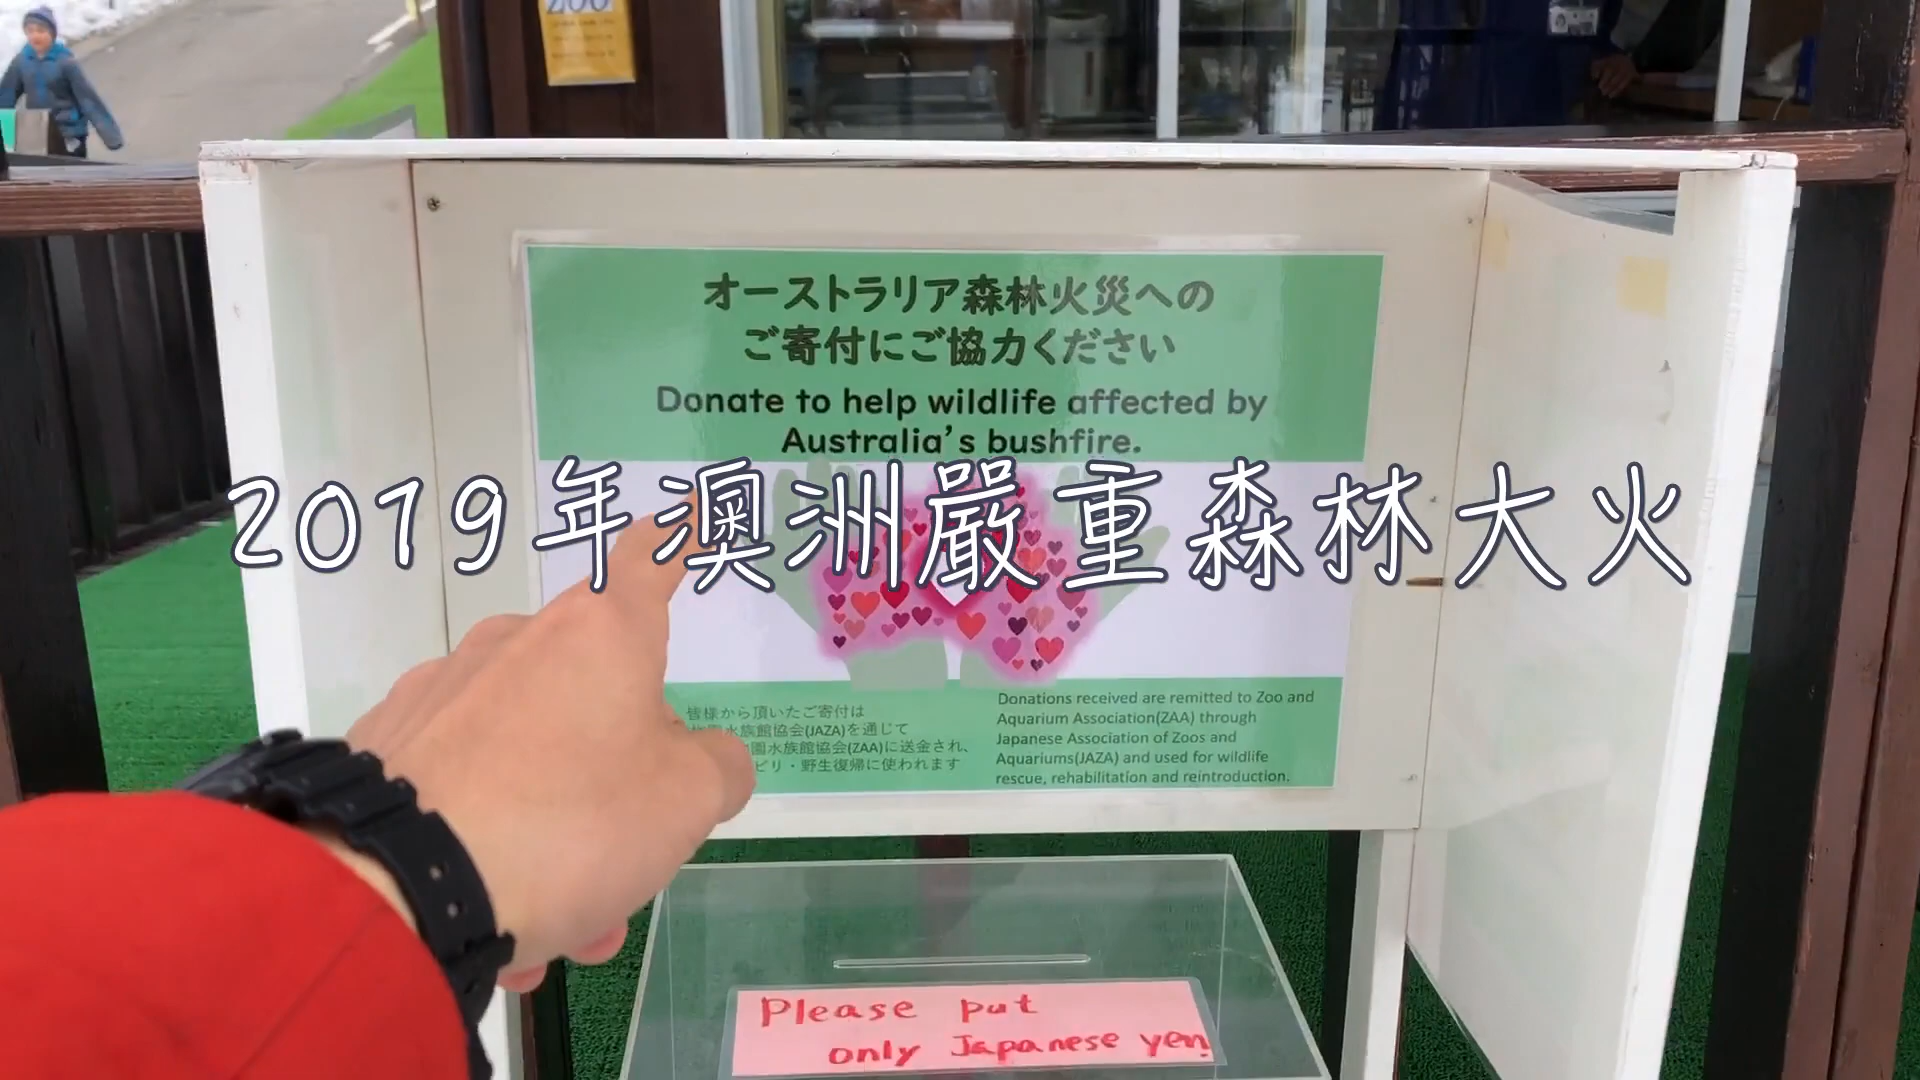 ZOO
オーストラリア森林火災への
ご寄付にご協力ください
Donate to help wildlife affected by
Australia's bushfire.
2019年澳洲嚴重森林大火
皆様から頂いたご寄付は
園水族館協会(JAZA)を通じて
園水族館協会(ZAA)に送金され、
ビリ・野生復帰に使われます
Donations received are remitted to Zoo and
Aquarium Association(ZAA) through
Japanese Association of Zoos and
Aquariums(JAZA) and used for wildlife
rescue, rehabilitation and reintroduction.
Please put
only Japanese yen.